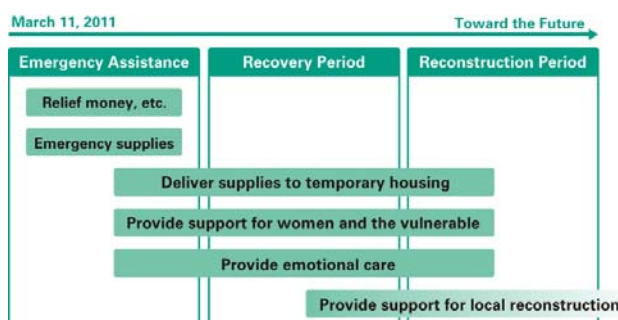 March 11, 2011
Toward the Future
Emergency Assistance
Recovery Period
Reconstruction Period
Relief money, etc.
Emergency supplies
Deliver supplies to temporary housing
Provide support for women and the vulnerable
Provide emotional care
Provide support for local reconstruction